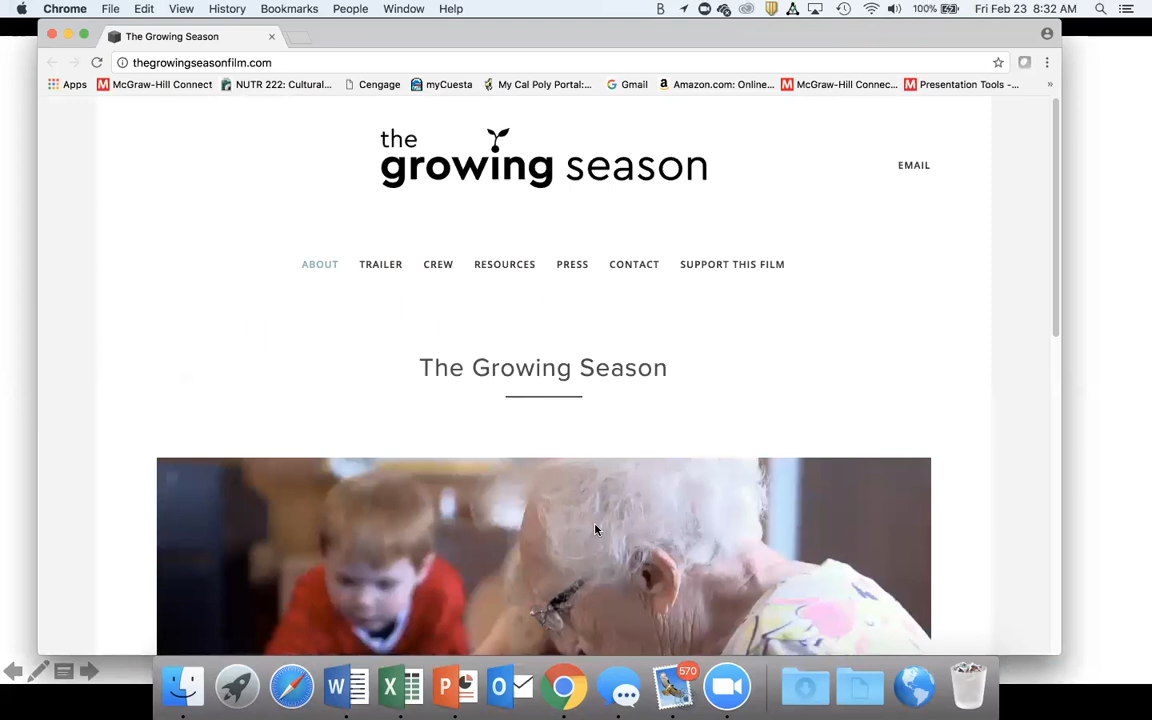 Chrome File Edit View History Bookmarks People Window Help 100% Fri Feb 23 8:32 AM
The Growing Season
thegrowingseasonfilm.com
Apps McGraw-Hill Connect NUTR 222: Cultural... Cengage myCuesta My Cal Poly Portal:... Gmail Amazon.com: Online... McGraw-Hill Connec... Presentation Tools -... »
the
growing season
EMAIL
ABOUT TRAILER CREW RESOURCES PRESS CONTACT SUPPORT THIS FILM
The Growing Season
570